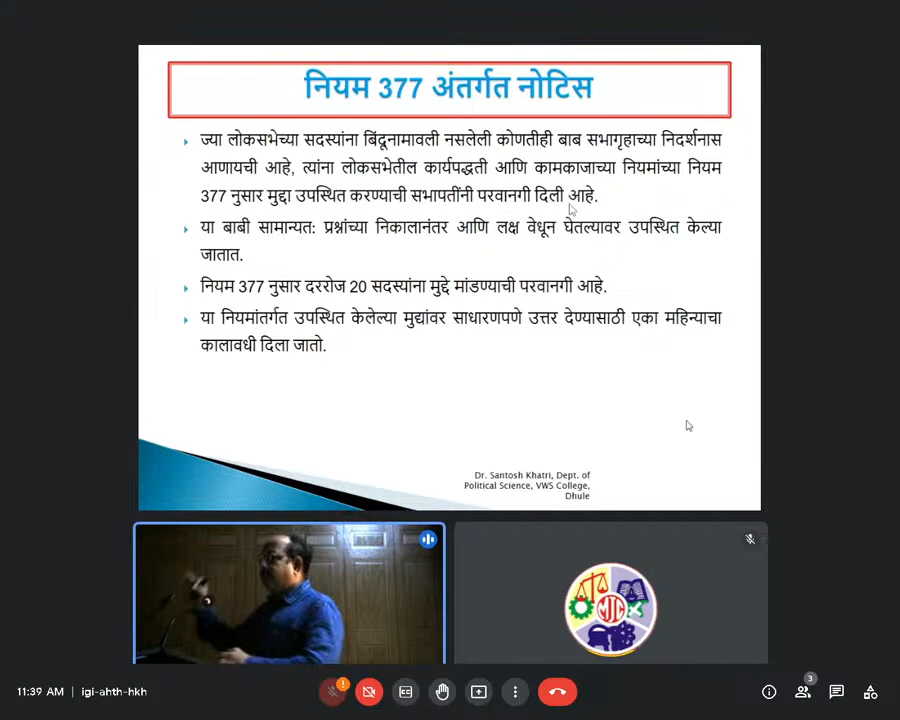 नियम 377 अंतर्गत नोटिस
ज्या लोकसभेच्या सदस्यांना बिंदूनामावली नसलेली कोणतीही बाब सभागृहाच्या निदर्शनास
आणायची आहे, त्यांना लोकसभेतील कार्यपद्धती आणि कामकाजाच्या नियमांच्या नियम
377 नुसार मुद्दा उपस्थित करण्याची सभापतींनी परवानगी दिली आहे.
या बाबी सामान्यत: प्रश्नांच्या निकालानंतर आणि लक्ष वेधून घेतल्यावर उपस्थित केल्या
जातात.
नियम 377 नुसार दररोज 20 सदस्यांना मुद्दे मांडण्याची परवानगी आहे.
या नियमांतर्गत उपस्थित केलेल्या मुद्यांवर साधारणपणे उत्तर देण्यासाठी एका महिन्याचा
कालावधी दिला जातो.
Dr. Santosh Khatri, Dept. of
Political Science, VWS College,
Dhule
MJC
11:39 AM | igi-ahth-hkh
3